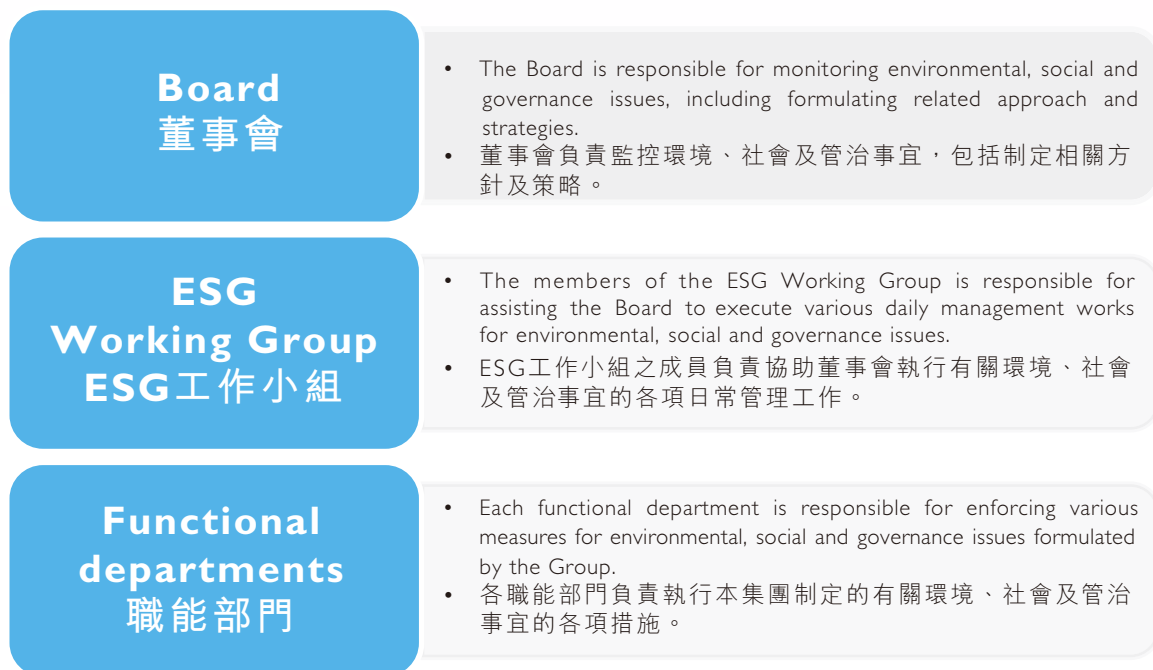 Board
董事會
• The Board is responsible for monitoring environmental, social and
governance issues, including formulating related approach and
strategies.
• 董事會負責監控環境、社會及管治事宜，包括制定相關方
針及策略。
ESG
Working Group
ESG工作小組
• The members of the ESG Working Group is responsible for
assisting the Board to execute various daily management works
for environmental, social and governance issues.
• ESG工作小組之成員負責協助董事會執行有關環境、社會
及管治事宜的各項日常管理工作。
Functional
departments
職能部門
• Each functional department is responsible for enforcing various
measures for environmental, social and governance issues formulated
by the Group.
• 各職能部門負責執行本集團制定的有關環境、社會及管治
事宜的各項措施。